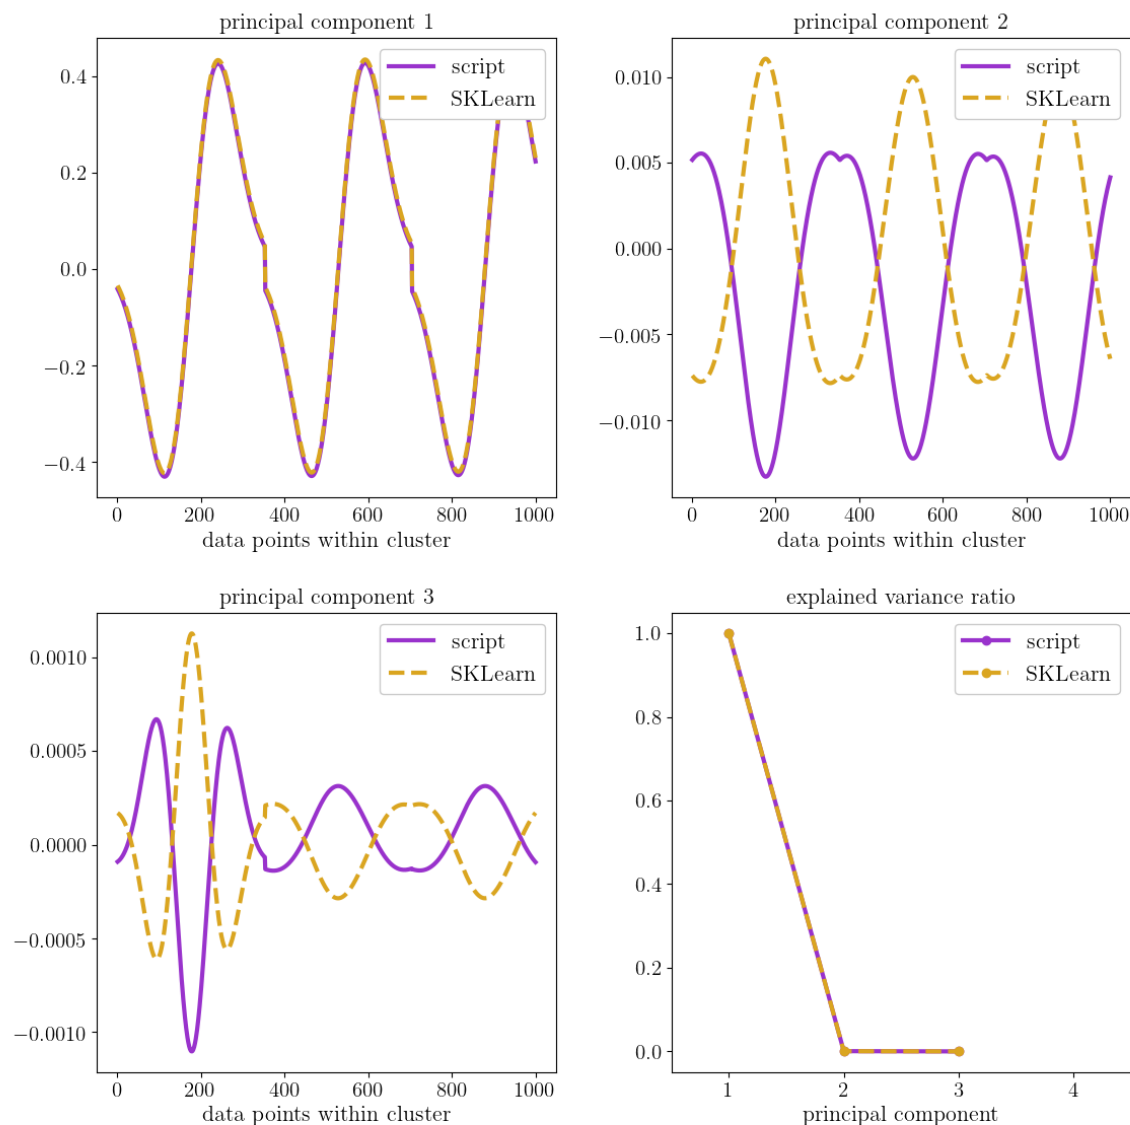 principal component 1
0.4
0.2
0.0
−0.2
−0.4
0 200 400 600 800 1000
data points within cluster
script
SKLearn
principal component 2
0.010
0.005
0.000
−0.005
−0.010
0 200 400 600 800 1000
data points within cluster
script
SKLearn
principal component 3
0.0010
0.0005
0.0000
−0.0005
−0.0010
0 200 400 600 800 1000
data points within cluster
script
SKLearn
explained variance ratio
1.0
0.8
0.6
0.4
0.2
0.0
1 2 3 4
principal component
script
SKLearn